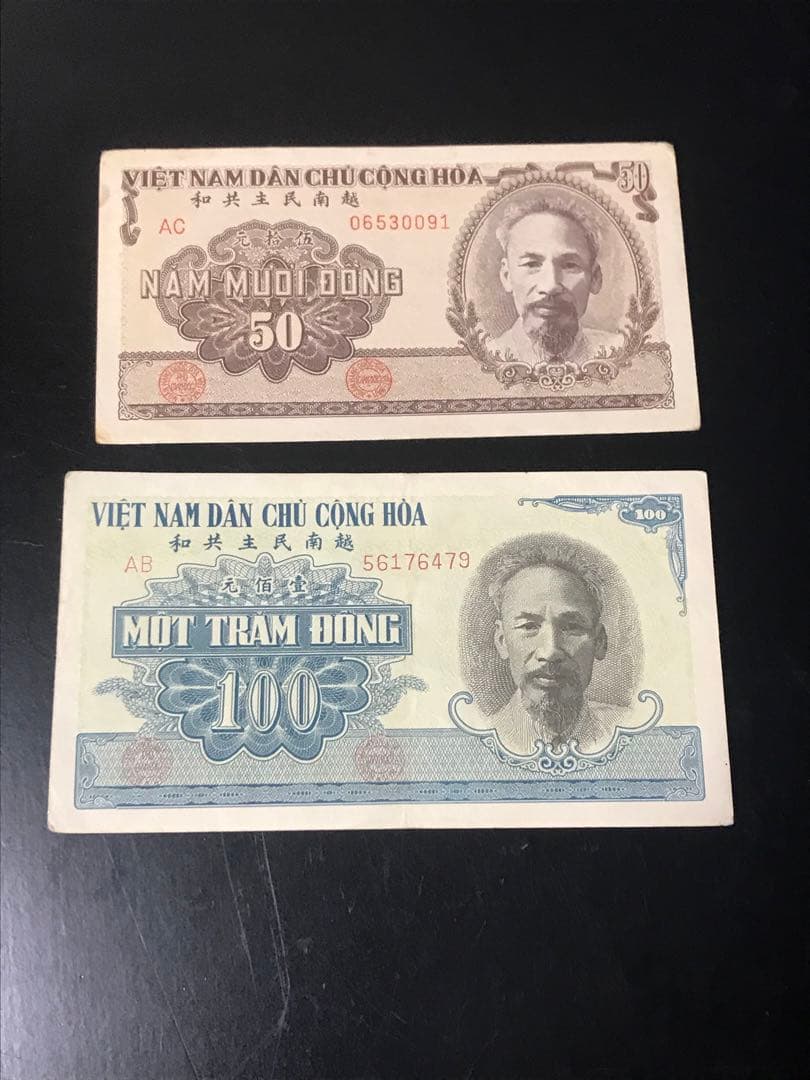 VIỆT NAM DÂN CHỦ CỘNG HÒA
50
和共主民南越
AC 06530091
元拾伍
NĂM MƯƠI ĐỒNG
50
VIỆT NAM DÂN CHỦ CỘNG HÒA
100
和共主民南越
AB 56176479
元佰壹
MỘT TRĂM ĐỒNG
100